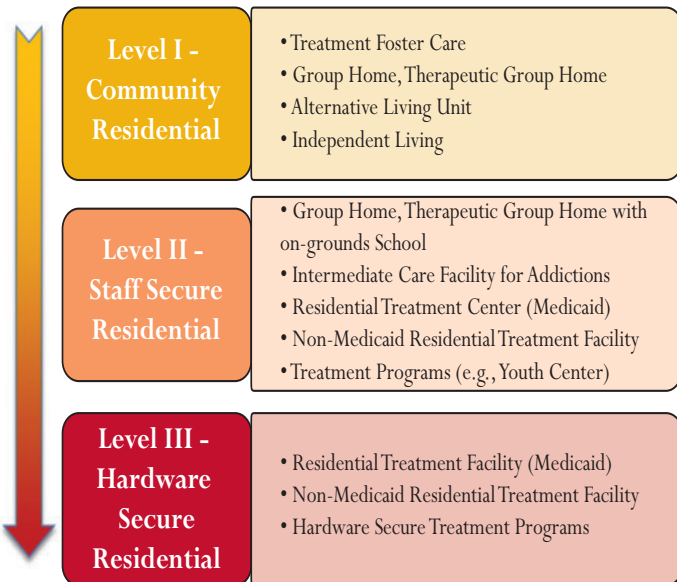 Level I -
Community
Residential
• Treatment Foster Care
• Group Home, Therapeutic Group Home
• Alternative Living Unit
• Independent Living
Level II -
Staff Secure
Residential
• Group Home, Therapeutic Group Home with
on-grounds School
• Intermediate Care Facility for Addictions
• Residential Treatment Center (Medicaid)
• Non-Medicaid Residential Treatment Facility
• Treatment Programs (e.g., Youth Center)
Level III -
Hardware
Secure
Residential
• Residential Treatment Facility (Medicaid)
• Non-Medicaid Residential Treatment Facility
• Hardware Secure Treatment Programs